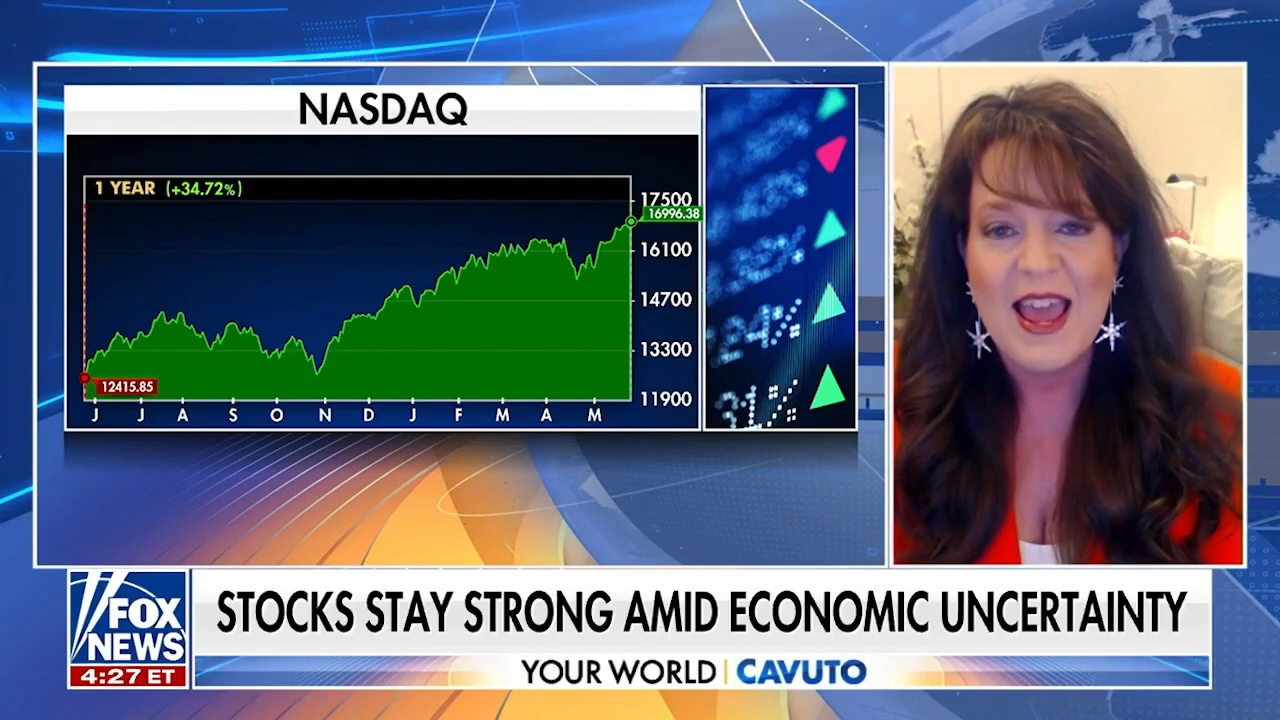 NASDAQ
1 YEAR (+34.72%)
17500
16996.38
16100
14700
13300
12415.85
11900
J J A S O N D J F M A M
FOX
NEWS
4:27 ET
STOCKS STAY STRONG AMID ECONOMIC UNCERTAINTY
YOUR WORLD | CAVUTO